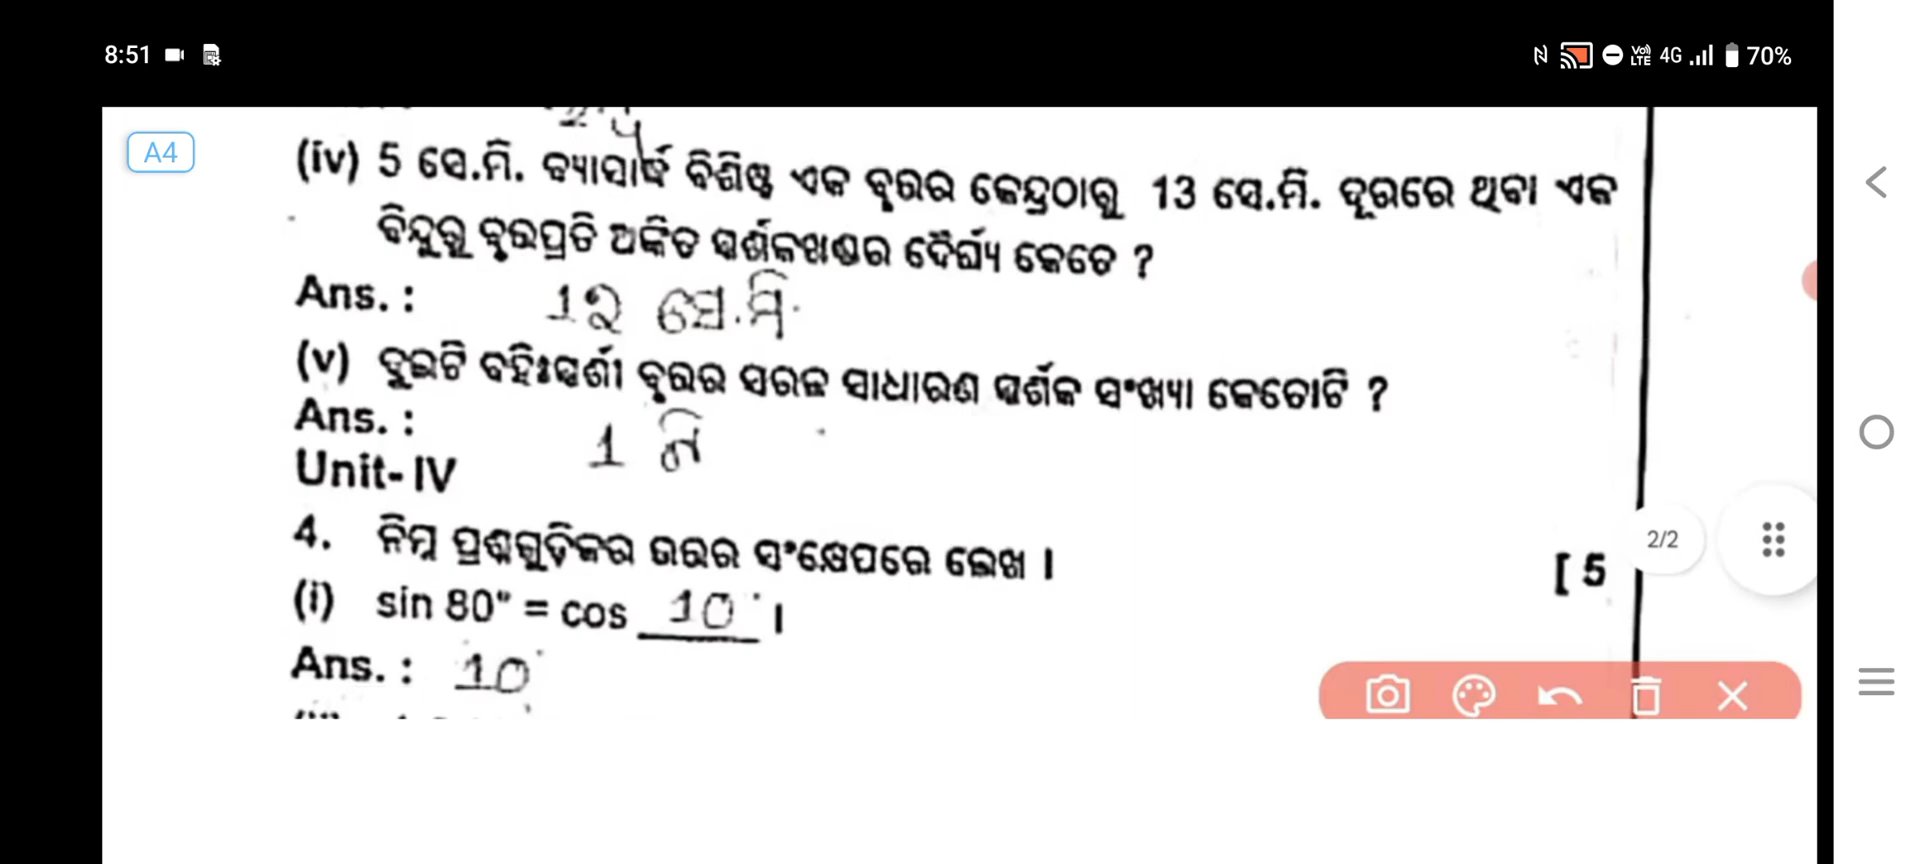 8:51
4G 70%
A4
(iv) 5 ସେ.ମି. ବ୍ୟାସାର୍ଦ୍ଧ ବିଶିଷ୍ଟ ଏକ ବୃତ୍ତର କେନ୍ଦ୍ରଠାରୁ 13 ସେ.ମି. ଦୂରରେ ଥିବା ଏକ
ବିନ୍ଦୁରୁ ବୃତ୍ତପ୍ରତି ଅଙ୍କିତ ସ୍ପର୍ଶକଖଣ୍ଡର ଦୈର୍ଘ୍ୟ କେତେ ?
Ans. : 1୨ ସେ.ମି.
(v) ଦୁଇଟି ବହିଃସ୍ପର୍ଶୀ ବୃତ୍ତର ସରଳ ସାଧାରଣ ସ୍ପର୍ଶକ ସଂଖ୍ୟା କେତୋଟି ?
Ans. : 1
Unit- IV
4. ନିମ୍ନ ପ୍ରଶ୍ନଗୁଡ଼ିକର ଉତ୍ତର ସଂକ୍ଷେପରେ ଲେଖ ।
[ 5
2/2
(i) sin 80° = cos 10° ।
Ans. : 10°